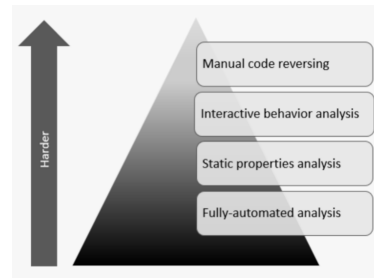 Manual code reversing
Interactive behavior analysis
Static properties analysis
Fully-automated analysis
Harder